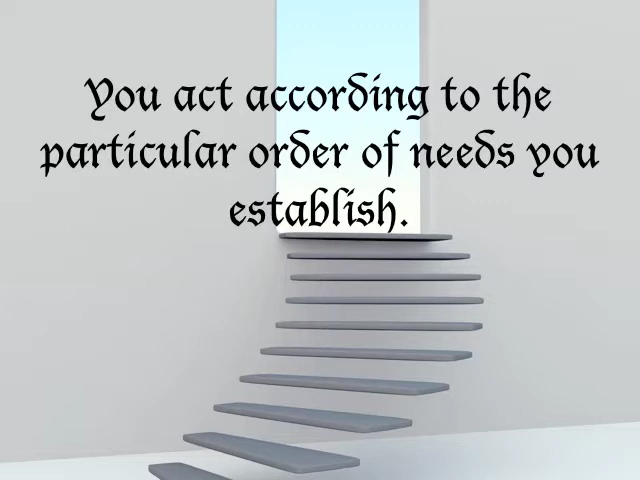 You act according to the
particular order of needs you
establish.